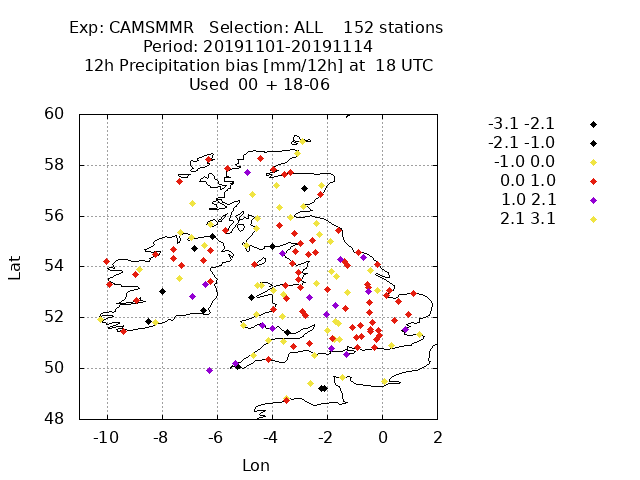 Exp: CAMSMMR Selection: ALL 152 stations
Period: 20191101-20191114
12h Precipitation bias [mm/12h] at 18 UTC
Used 00 + 18-06
-3.1 -2.1
-2.1 -1.0
-1.0 0.0
0.0 1.0
1.0 2.1
2.1 3.1
60
58
56
54
52
50
48
Lat
-10 -8 -6 -4 -2 0 2
Lon